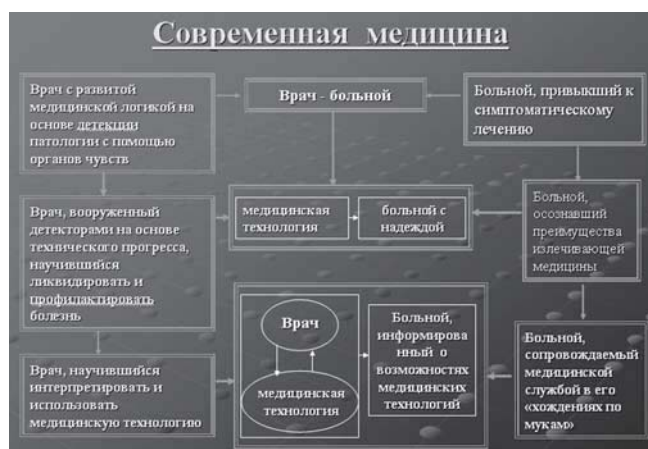 Современная медицина
Врач с развитой
медицинской логикой на
основе детекции
патологии с помощью
органов чувств
Врач - больной
Больной, привыкший к
симптоматическому
лечению
Врач, вооруженный
детекторами на основе
технического прогресса,
научившийся
ликвидировать и
профилактировать
болезнь
медицинская
технология
больной с
надеждой
Больной,
осознавший
преимущества
излечивающей
медицины
Врач, научившийся
интерпретировать и
использовать
медицинскую технологию
Врач
медицинская
технология
Больной,
информирова
нный о
возможностях
медицинских
технологий
Больной,
сопровождаемый
медицинской
службой в его
«хождениях по
мукам»